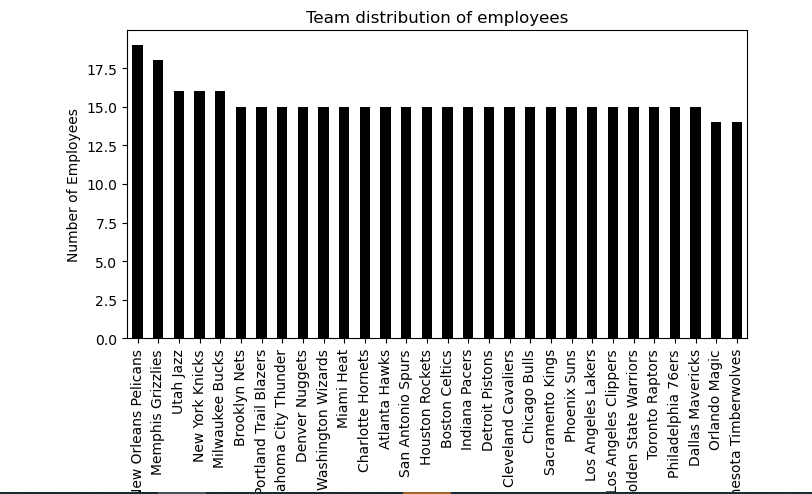 Team distribution of employees
Number of Employees
17.5
15.0
12.5
10.0
7.5
5.0
2.5
0.0
New Orleans Pelicans
Memphis Grizzlies
Utah Jazz
New York Knicks
Milwaukee Bucks
Brooklyn Nets
Portland Trail Blazers
ahoma City Thunder
Denver Nuggets
Washington Wizards
Miami Heat
Charlotte Hornets
Atlanta Hawks
San Antonio Spurs
Houston Rockets
Boston Celtics
Indiana Pacers
Detroit Pistons
Cleveland Cavaliers
Chicago Bulls
Sacramento Kings
Phoenix Suns
Los Angeles Lakers
Los Angeles Clippers
olden State Warriors
Toronto Raptors
Philadelphia 76ers
Dallas Mavericks
Orlando Magic
nesota Timberwolves